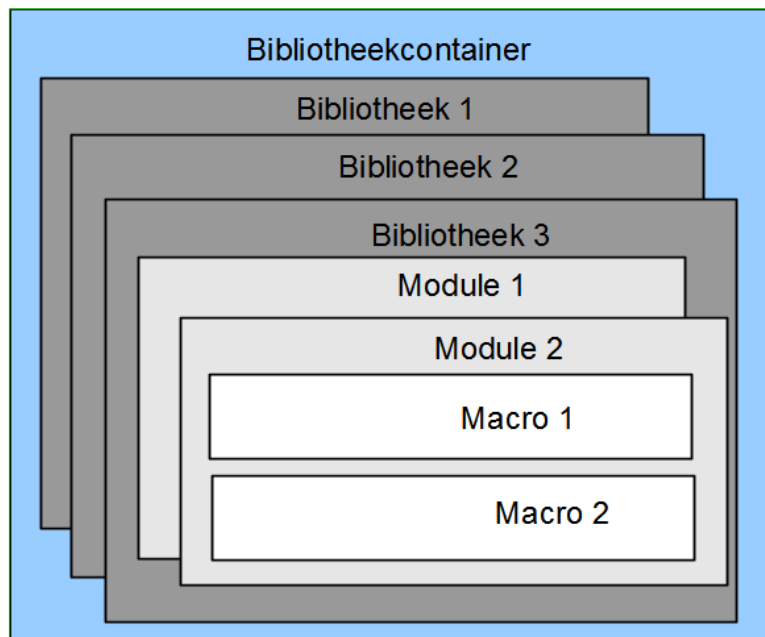 Bibliotheekcontainer
Bibliotheek 1
Bibliotheek 2
Bibliotheek 3
Module 1
Module 2
Macro 1
Macro 2